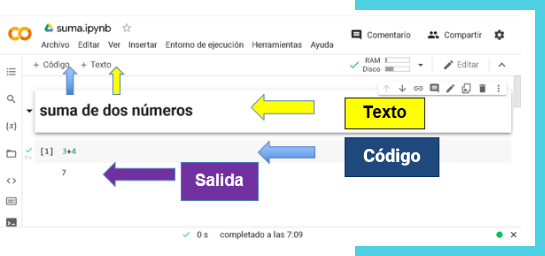 suma.ipynb
Comentario Compartir
Archivo Editar Ver Insertar Entorno de ejecución Herramientas Ayuda
+ Código + Texto
RAM
Disco
Editar
suma de dos números
Texto
{x}
[1] 3+4
Código
0 s
7
Salida
0 s completado a las 7:09